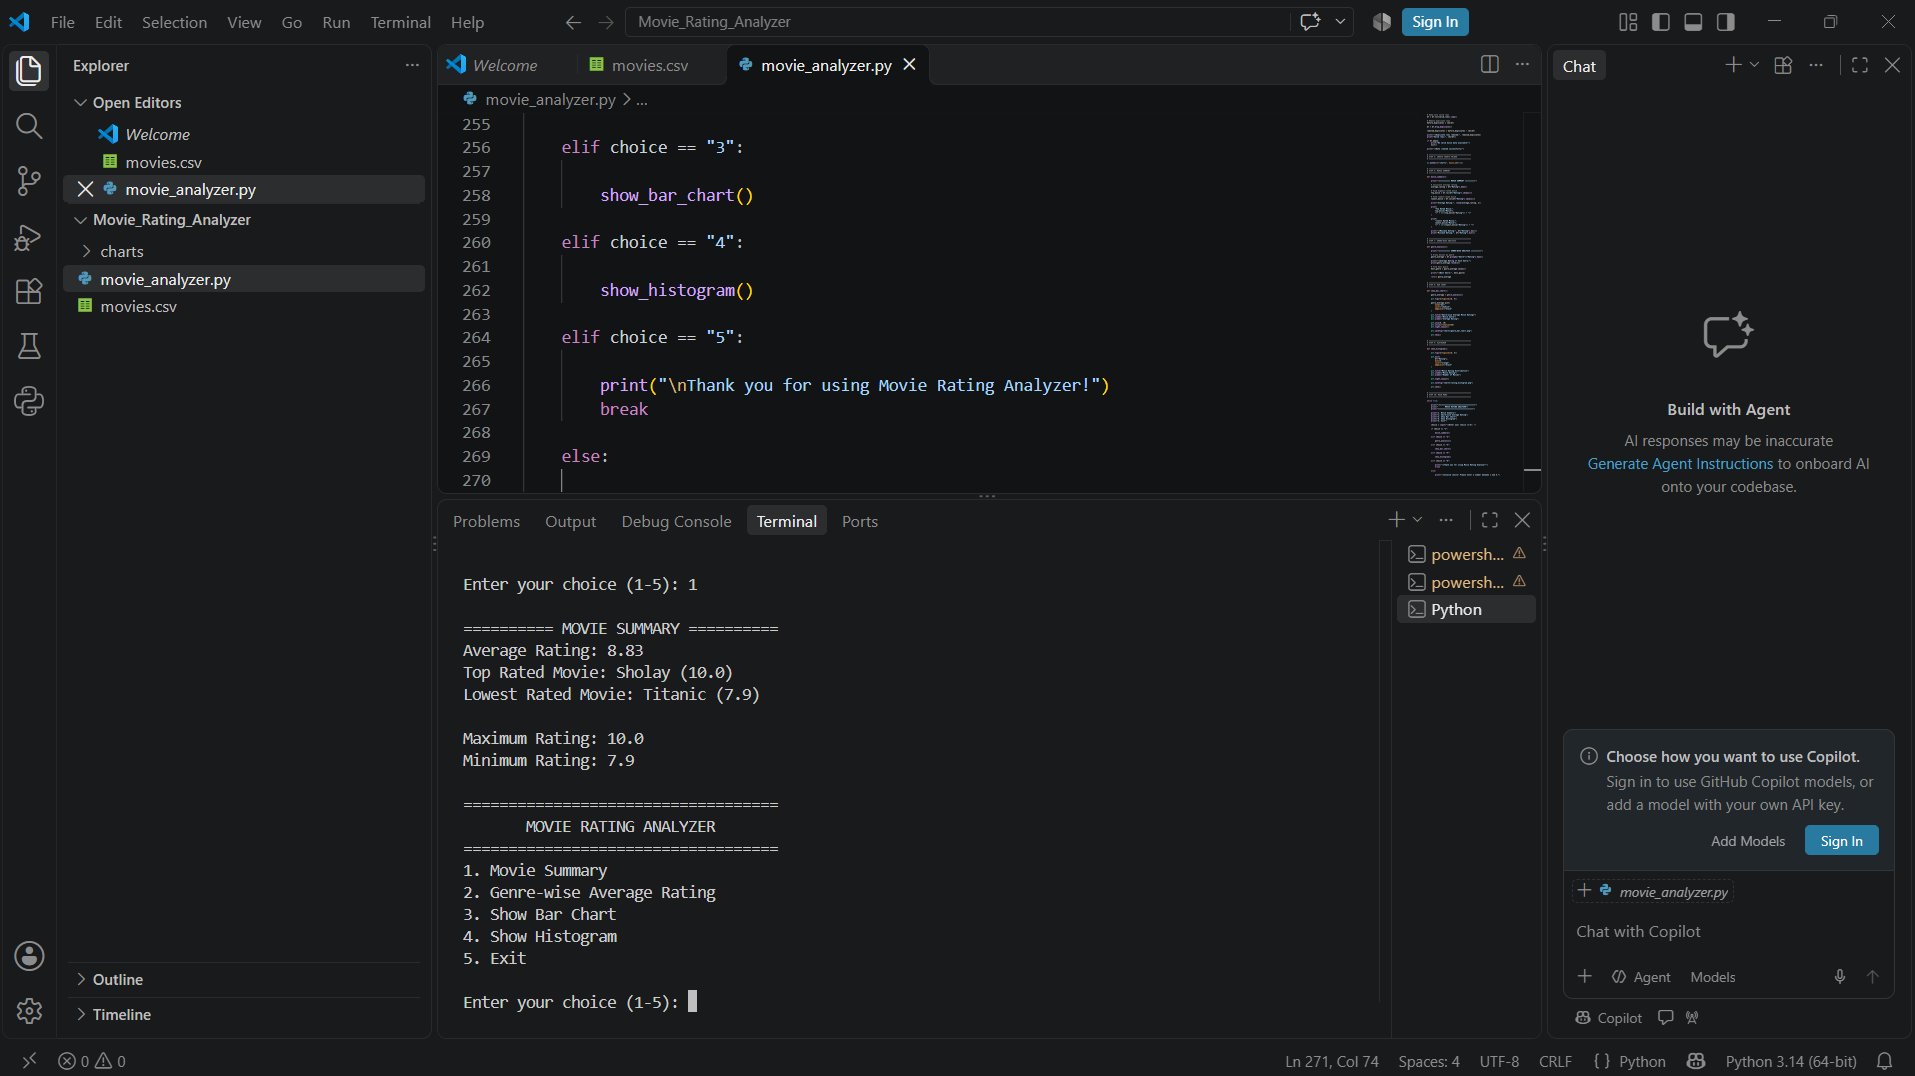 File Edit Selection View Go Run Terminal Help
Movie_Rating_Analyzer
Sign In
Explorer
Open Editors
Welcome
movies.csv
movie_analyzer.py
Movie_Rating_Analyzer
charts
movie_analyzer.py
movies.csv
Outline
Timeline
Welcome movies.csv movie_analyzer.py
movie_analyzer.py > ...
255
256 elif choice == "3":
257
258 show_bar_chart()
259
260 elif choice == "4":
261
262 show_histogram()
263
264 elif choice == "5":
265
266 print("\nThank you for using Movie Rating Analyzer!")
267 break
268
269 else:
270
Problems Output Debug Console Terminal Ports
Enter your choice (1-5): 1
========== MOVIE SUMMARY ==========
Average Rating: 8.83
Top Rated Movie: Sholay (10.0)
Lowest Rated Movie: Titanic (7.9)
Maximum Rating: 10.0
Minimum Rating: 7.9
===================================
MOVIE RATING ANALYZER
===================================
1. Movie Summary
2. Genre-wise Average Rating
3. Show Bar Chart
4. Show Histogram
5. Exit
Enter your choice (1-5):
powersh...
powersh...
Python
Chat
Build with Agent
AI responses may be inaccurate
Generate Agent Instructions to onboard AI
onto your codebase.
Choose how you want to use Copilot.
Sign in to use GitHub Copilot models, or
add a model with your own API key.
Add Models Sign In
movie_analyzer.py
Chat with Copilot
Agent Models
Copilot
0 0
Ln 271, Col 74 Spaces: 4 UTF-8 CRLF { } Python Python 3.14 (64-bit)